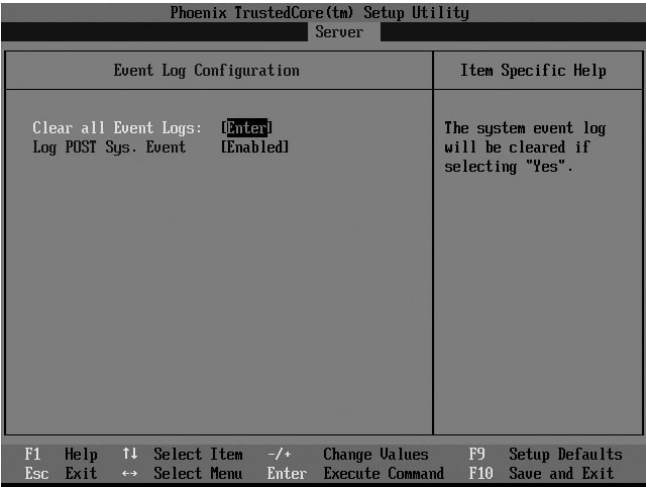 Phoenix TrustedCore(tm) Setup Utility
Server
Event Log Configuration
Item Specific Help
Clear all Event Logs: [Enter]
Log POST Sys. Event [Enabled]
The system event log
will be cleared if
selecting "Yes".
F1 Help ↑↓ Select Item -/+ Change Values F9 Setup Defaults
Esc Exit ↔ Select Menu Enter Execute Command F10 Save and Exit